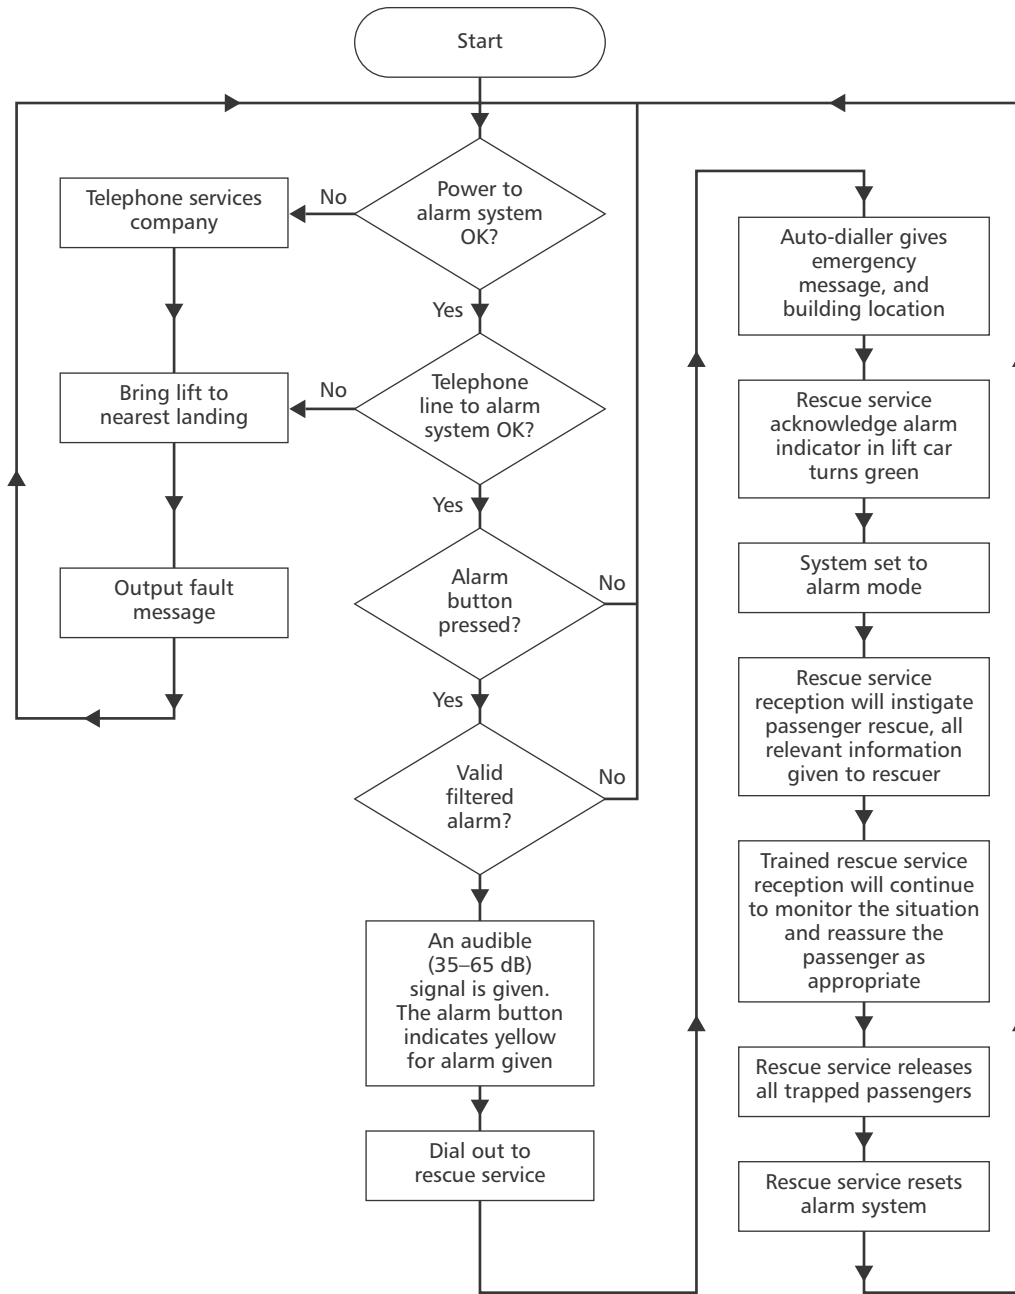 Start
Power to
alarm system
OK?
No
Telephone services
company
Yes
Telephone
line to alarm
system OK?
No
Bring lift to
nearest landing
Yes
Output fault
message
Alarm
button
pressed?
No
Yes
Valid
filtered
alarm?
No
An audible
(35–65 dB)
signal is given.
The alarm button
indicates yellow
for alarm given
Dial out to
rescue service
Auto-dialler gives
emergency
message, and
building location
Rescue service
acknowledge alarm
indicator in lift car
turns green
System set to
alarm mode
Rescue service
reception will instigate
passenger rescue, all
relevant information
given to rescuer
Trained rescue service
reception will continue
to monitor the situation
and reassure the
passenger as
appropriate
Rescue service releases
all trapped passengers
Rescue service resets
alarm system